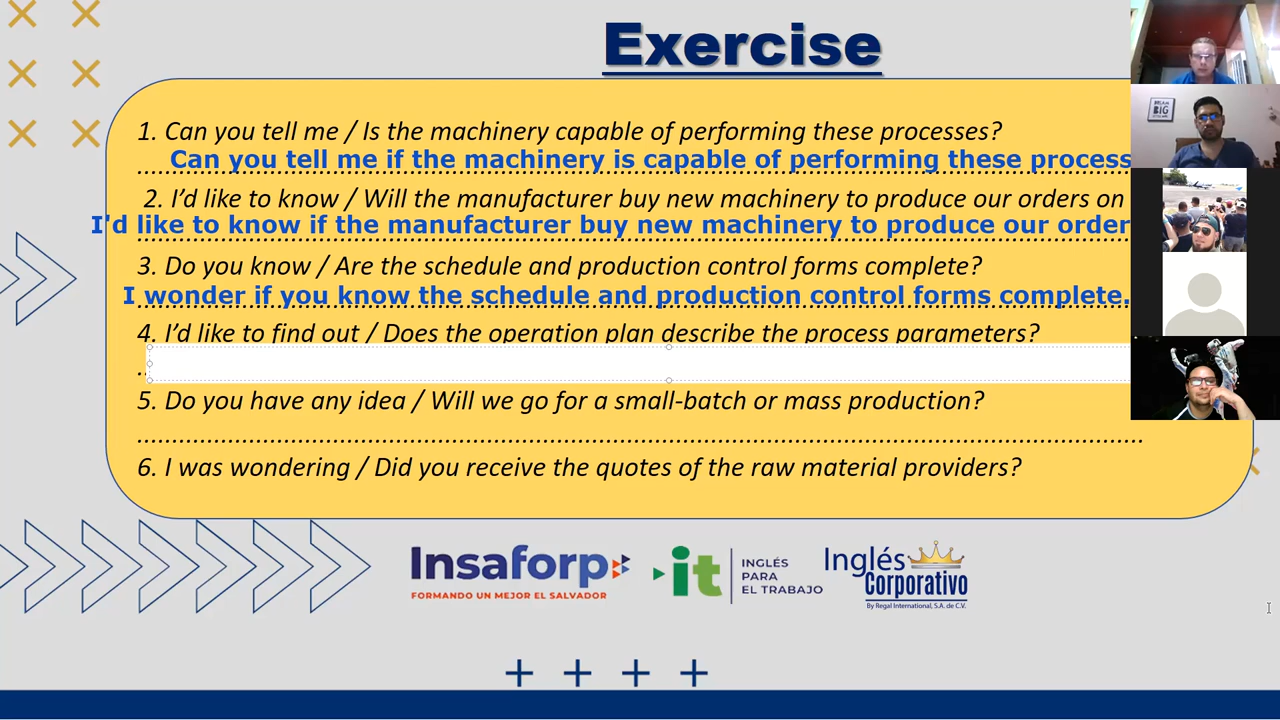 Exercise
1. Can you tell me / Is the machinery capable of performing these processes?
Can you tell me if the machinery is capable of performing these process
2. I’d like to know / Will the manufacturer buy new machinery to produce our orders on
I'd like to know if the manufacturer buy new machinery to produce our order
3. Do you know / Are the schedule and production control forms complete?
I wonder if you know the schedule and production control forms complete.
4. I’d like to find out / Does the operation plan describe the process parameters?
5. Do you have any idea / Will we go for a small-batch or mass production?
6. I was wondering / Did you receive the quotes of the raw material providers?
Insaforp
FORMANDO UN MEJOR EL SALVADOR
it
INGLÉS
PARA
EL TRABAJO
Inglés
Corporativo
By Regal International, S.A. de C.V.
BIG